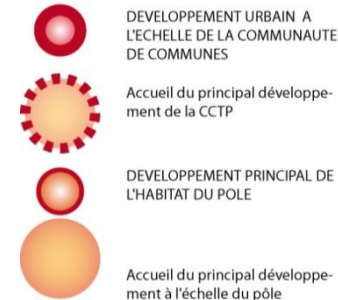 DEVELOPPEMENT URBAIN A
L'ECHELLE DE LA COMMUNAUTE
DE COMMUNES
Accueil du principal développe-
ment de la CCTP
DEVELOPPEMENT PRINCIPAL DE
L'HABITAT DU POLE
Accueil du principal développe-
ment à l'échelle du pôle